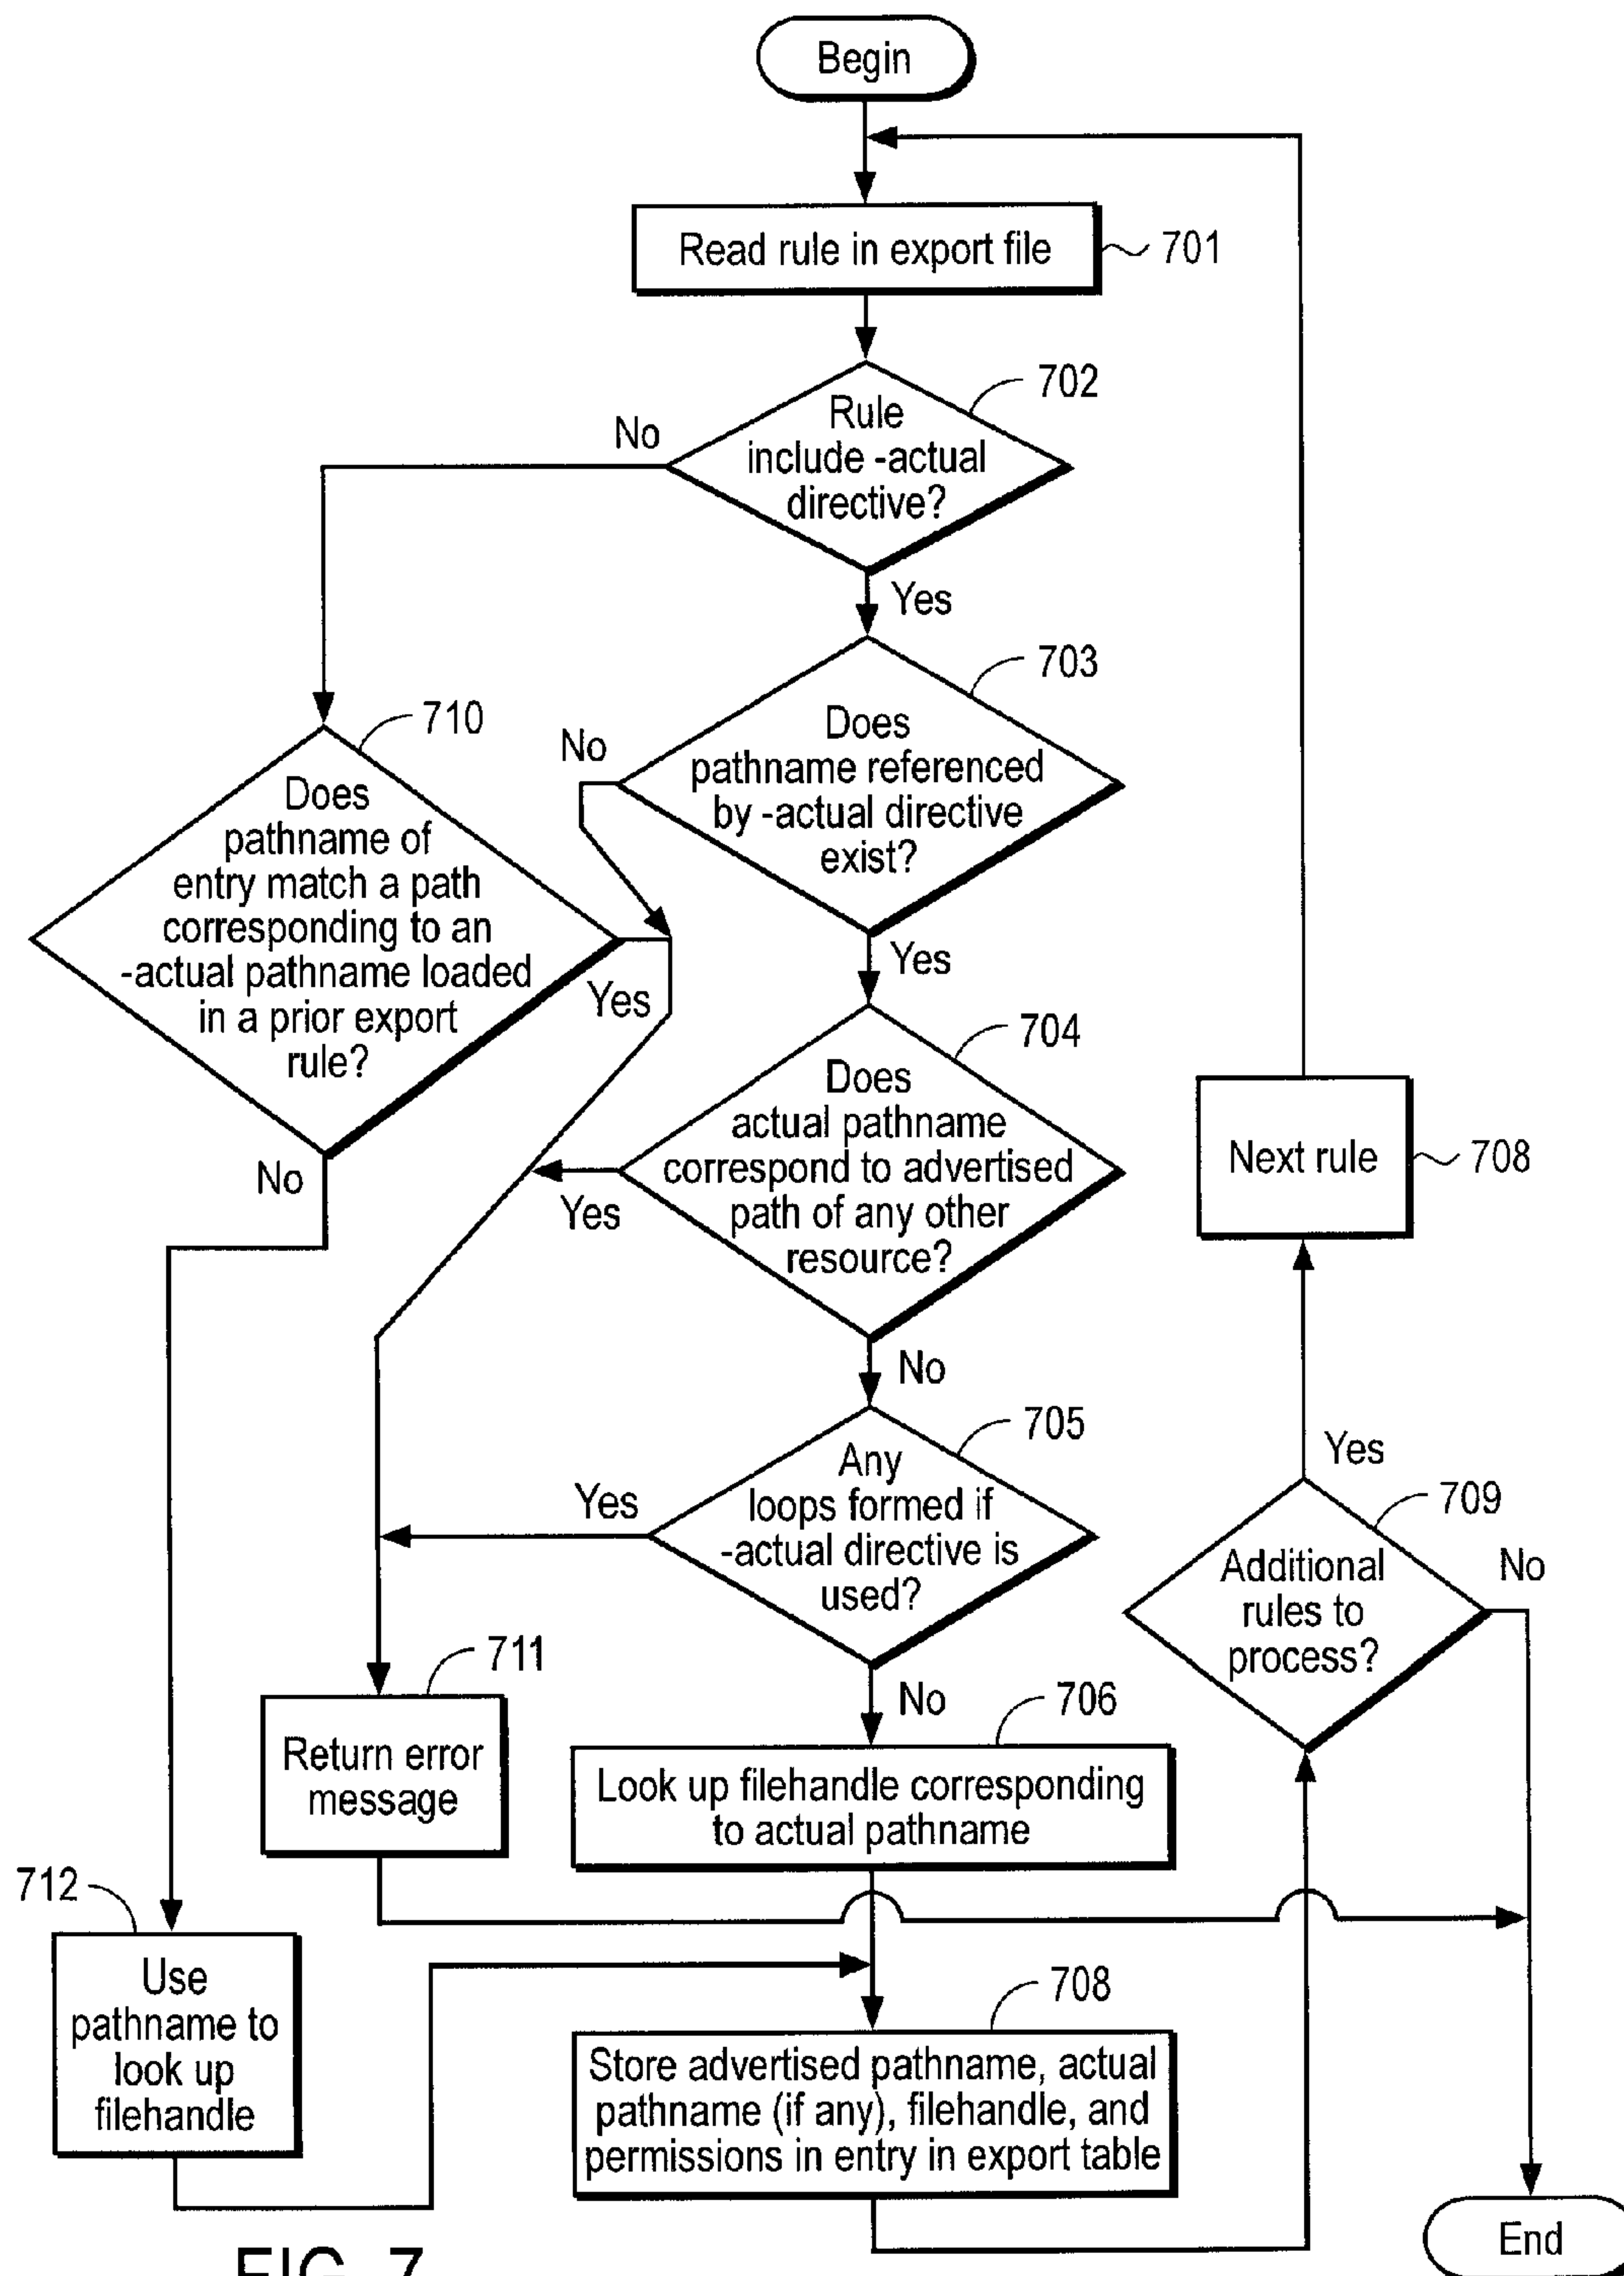 Begin
Read rule in export file
701
702
Rule
include -actual
directive?
No
Yes
703
Does
pathname referenced
by -actual directive
exist?
No
Yes
710
Does
pathname of
entry match a path
corresponding to an
-actual pathname loaded
in a prior export
rule?
Yes
No
704
Does
actual pathname
correspond to advertised
path of any other
resource?
Yes
No
Next rule
708
705
Any
loops formed if
-actual directive is
used?
Yes
No
Yes
709
Additional
rules to
process?
No
711
Return error
message
706
Look up filehandle corresponding
to actual pathname
712
Use
pathname to
look up
filehandle
708
Store advertised pathname, actual
pathname (if any), filehandle, and
permissions in entry in export table
End
FIG. 7